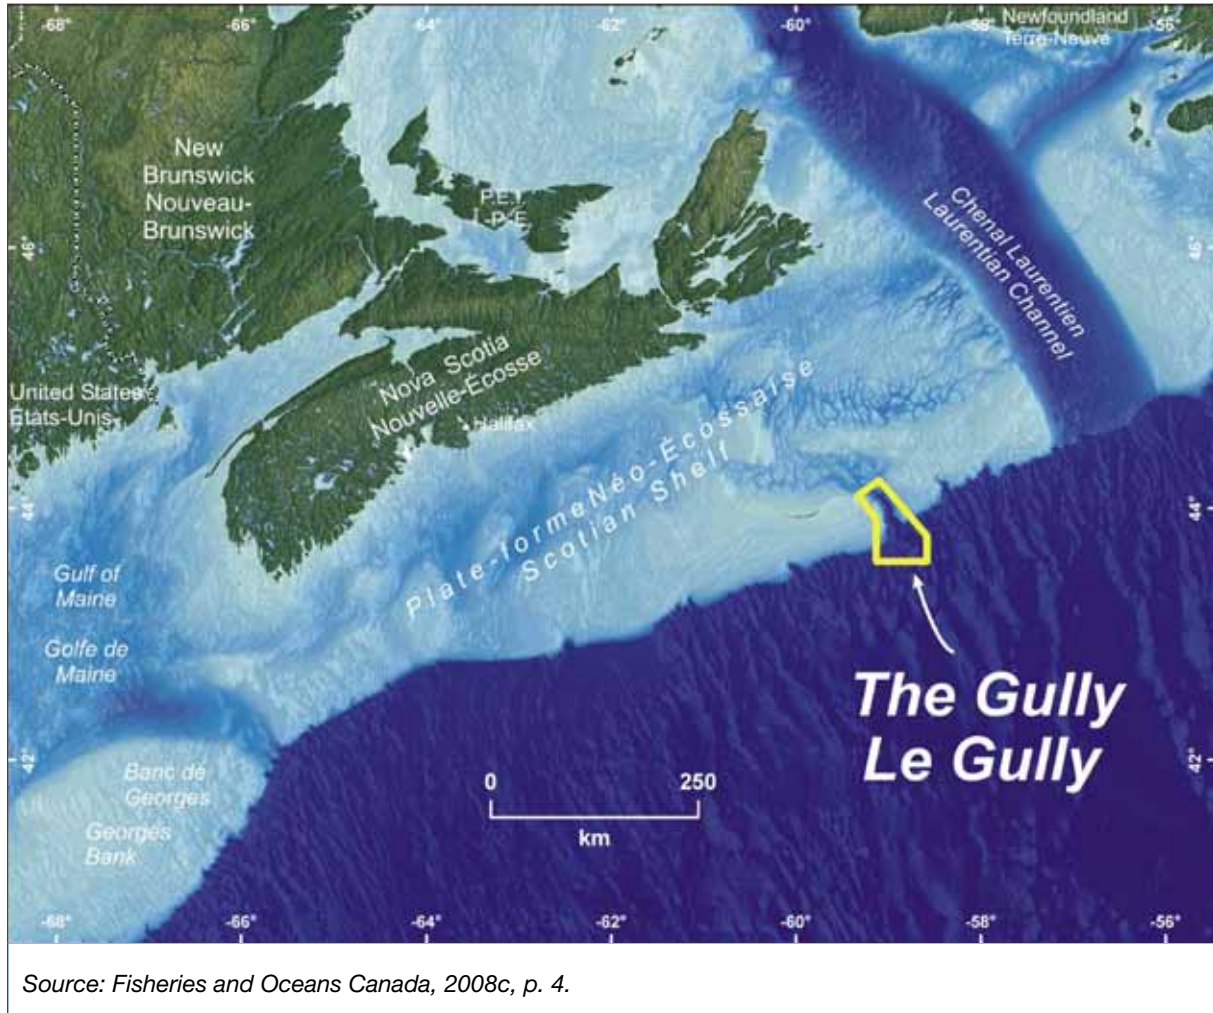 -68°
-66°
-64°
-62°
-60°
-58°
-56°
Newfoundland
Terre-Neuve
New
Brunswick
Nouveau-
Brunswick
P.E.I.
Î.-P.-É.
46°
46°
Chenal Laurentien
Laurentian Channel
Nova Scotia
Nouvelle-Écosse
Halifax
United States
États-Unis
Plate-forme Néo-Écossaise
Scotian Shelf
44°
44°
Gulf of
Maine
Golfe de
Maine
The Gully
Le Gully
42°
42°
Banc de
Georges
Georges
Bank
0 250
km
-68°
-66°
-64°
-62°
-60°
-58°
-56°
Source: Fisheries and Oceans Canada, 2008c, p. 4.